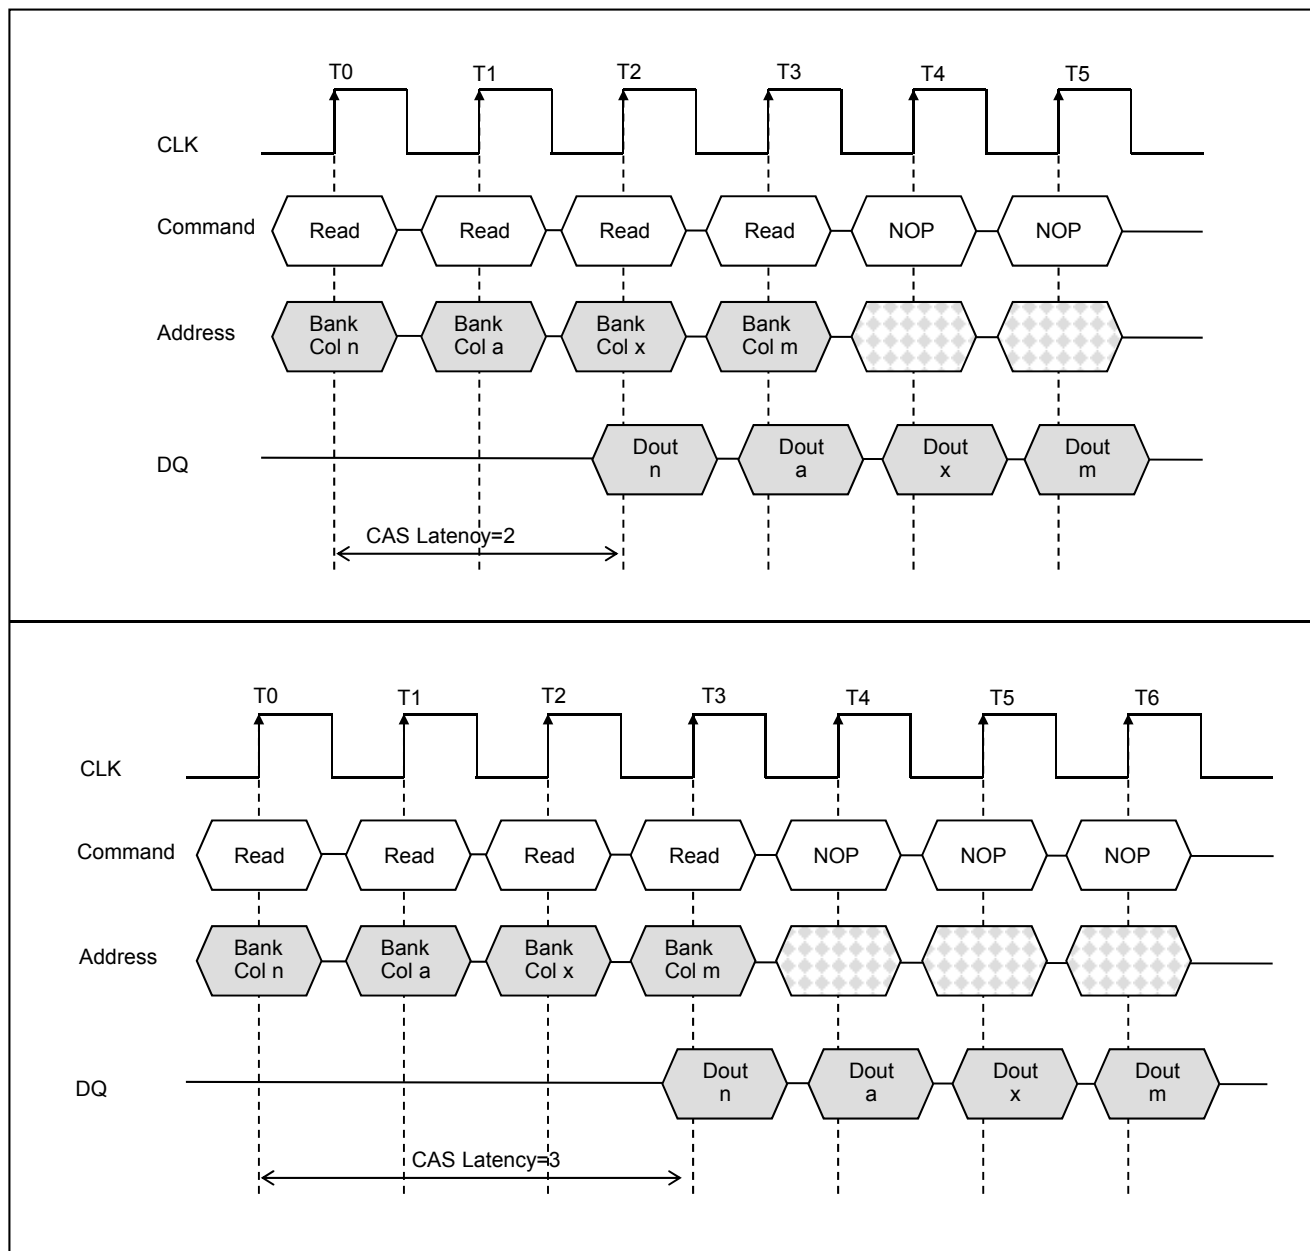 T0 T1 T2 T3 T4 T5
CLK
Command Read Read Read Read NOP NOP
Address
Bank Col n
Bank Col a
Bank Col x
Bank Col m
DQ
Dout n
Dout a
Dout x
Dout m
CAS Latency=2
T0 T1 T2 T3 T4 T5 T6
CLK
Command Read Read Read Read NOP NOP NOP
Address
Bank Col n
Bank Col a
Bank Col x
Bank Col m
DQ
Dout n
Dout a
Dout x
Dout m
CAS Latency=3